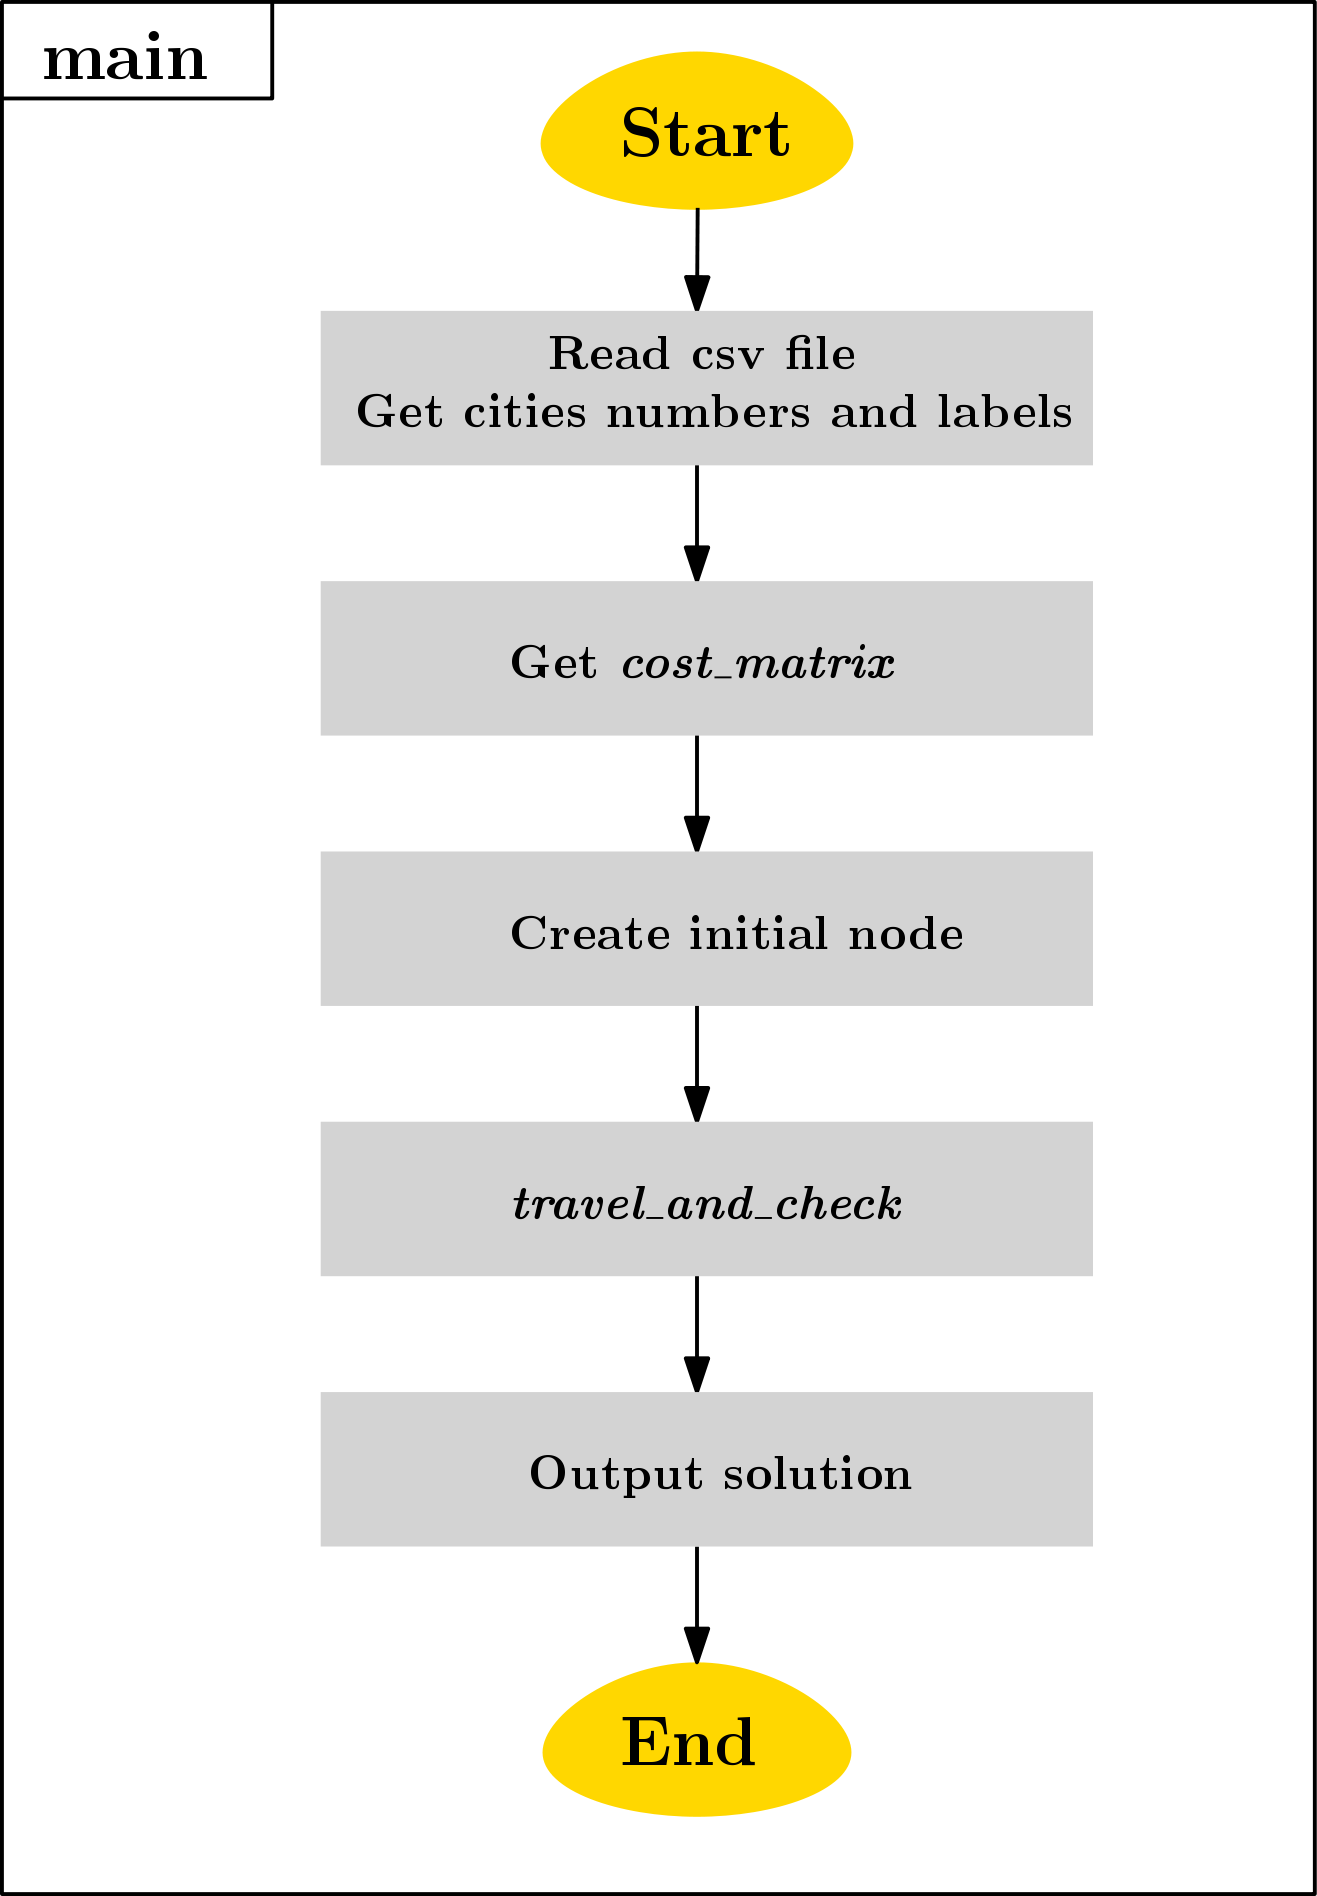 main
Start
Read csv file
Get cities numbers and labels
Get cost_matrix
Create initial node
travel_and_check
Output solution
End